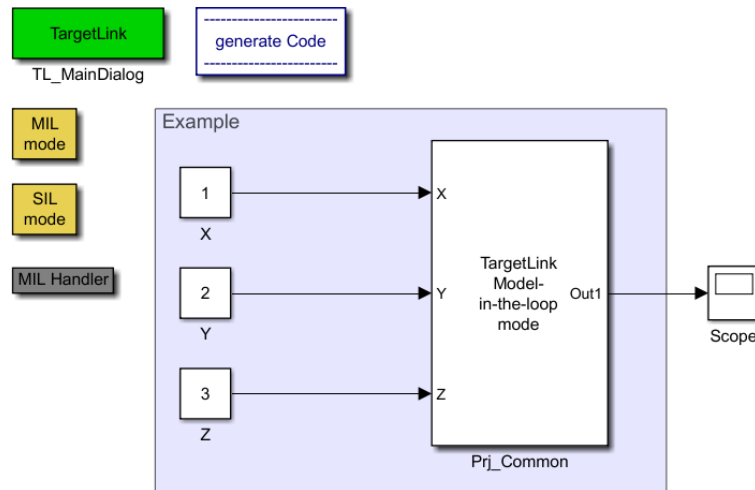 TargetLink
TL_MainDialog
generate Code
MIL
mode
SIL
mode
MIL Handler
Example
1
X
2
Y
3
Z
X
Y
Z
TargetLink
Model-
in-the-loop
mode
Out1
Prj_Common
Scope